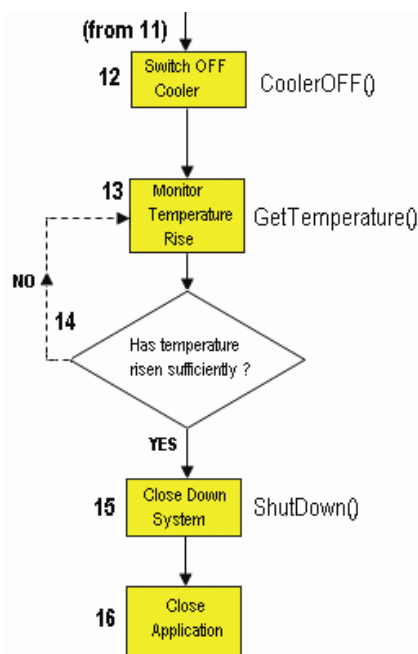 (from 11)
12
Switch OFF
Cooler
CoolerOFF()
13
Monitor
Temperature
Rise
GetTemperature()
NO
14
Has temperature
risen sufficiently ?
YES
15
Close Down
System
ShutDown()
16
Close
Application